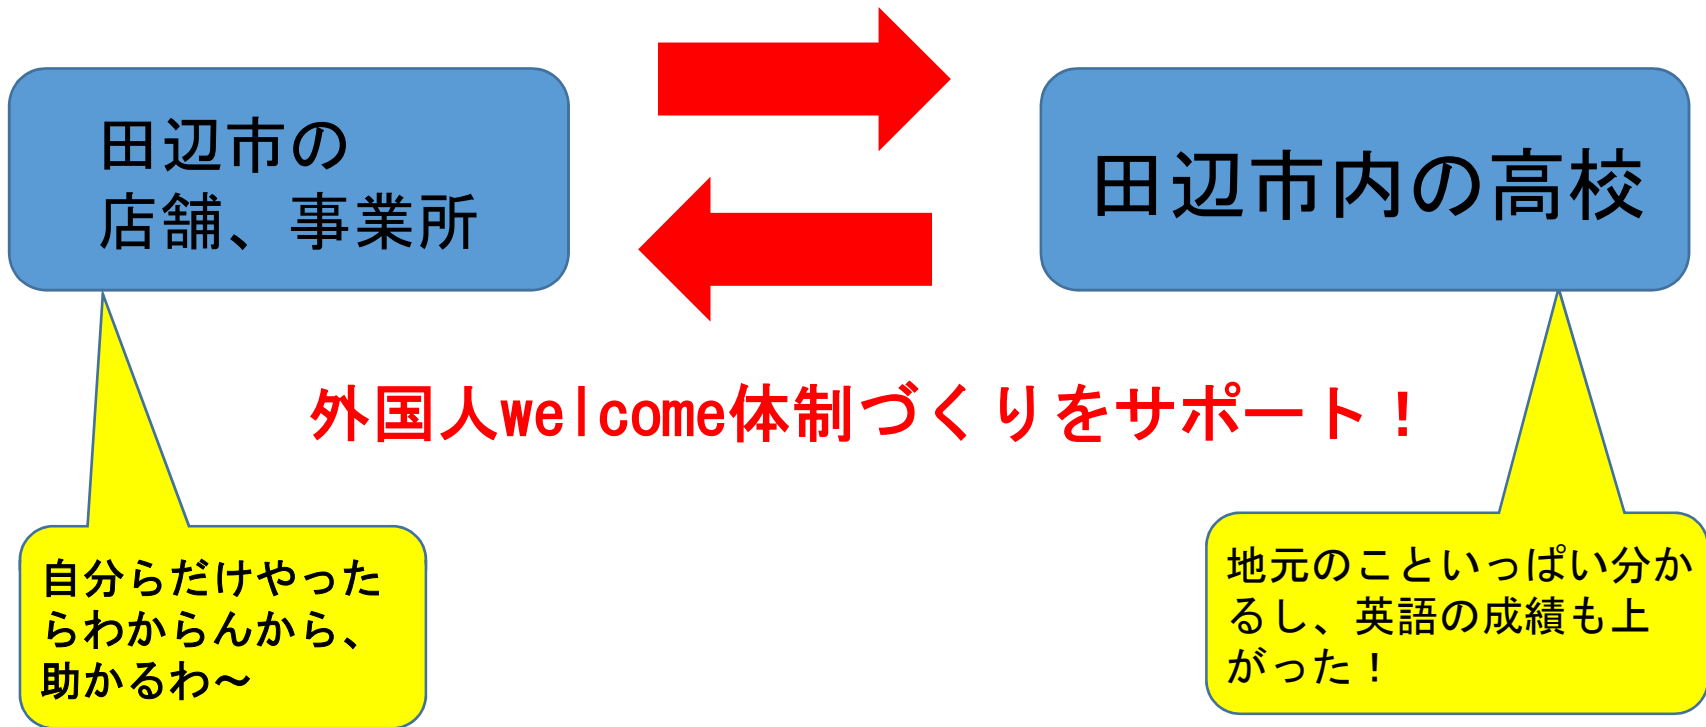 田辺市の
店舗、事業所
田辺市内の高校
外国人welcome体制づくりをサポート！
自分らだけやった
らわからんから、
助かるわ～
地元のこといっぱい分か
るし、英語の成績も上
がった！